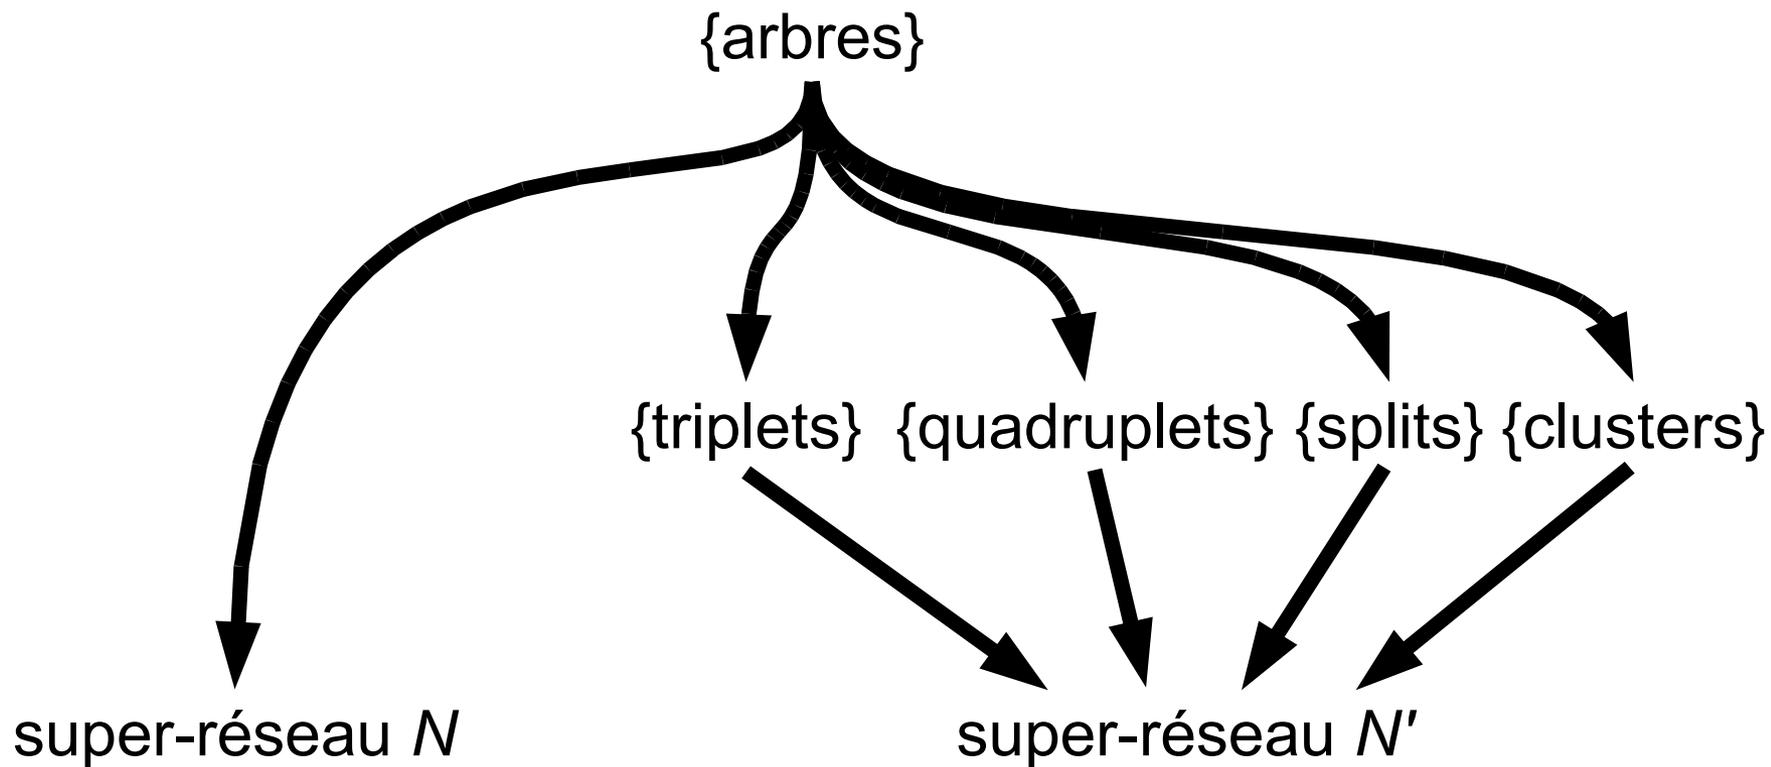 {arbres}
{triplets} {quadruplets} {splits} {clusters}
super-réseau N super-réseau N'